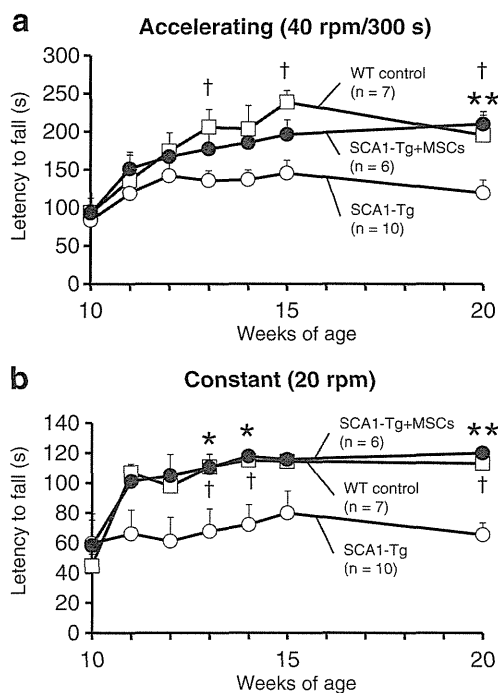 a
Accelerating (40 rpm/300 s)
300
250
200
150
100
50
0
Letency to fall (s)
†
†
†
**
WT control
(n = 7)
SCA1-Tg+MSCs
(n = 6)
SCA1-Tg
(n = 10)
10
15
20
Weeks of age
b
Constant (20 rpm)
140
120
100
80
60
40
20
0
Letency to fall (s)
*
*
**
†
†
†
SCA1-Tg+MSCs
(n = 6)
WT control
(n = 7)
SCA1-Tg
(n = 10)
10
15
20
Weeks of age